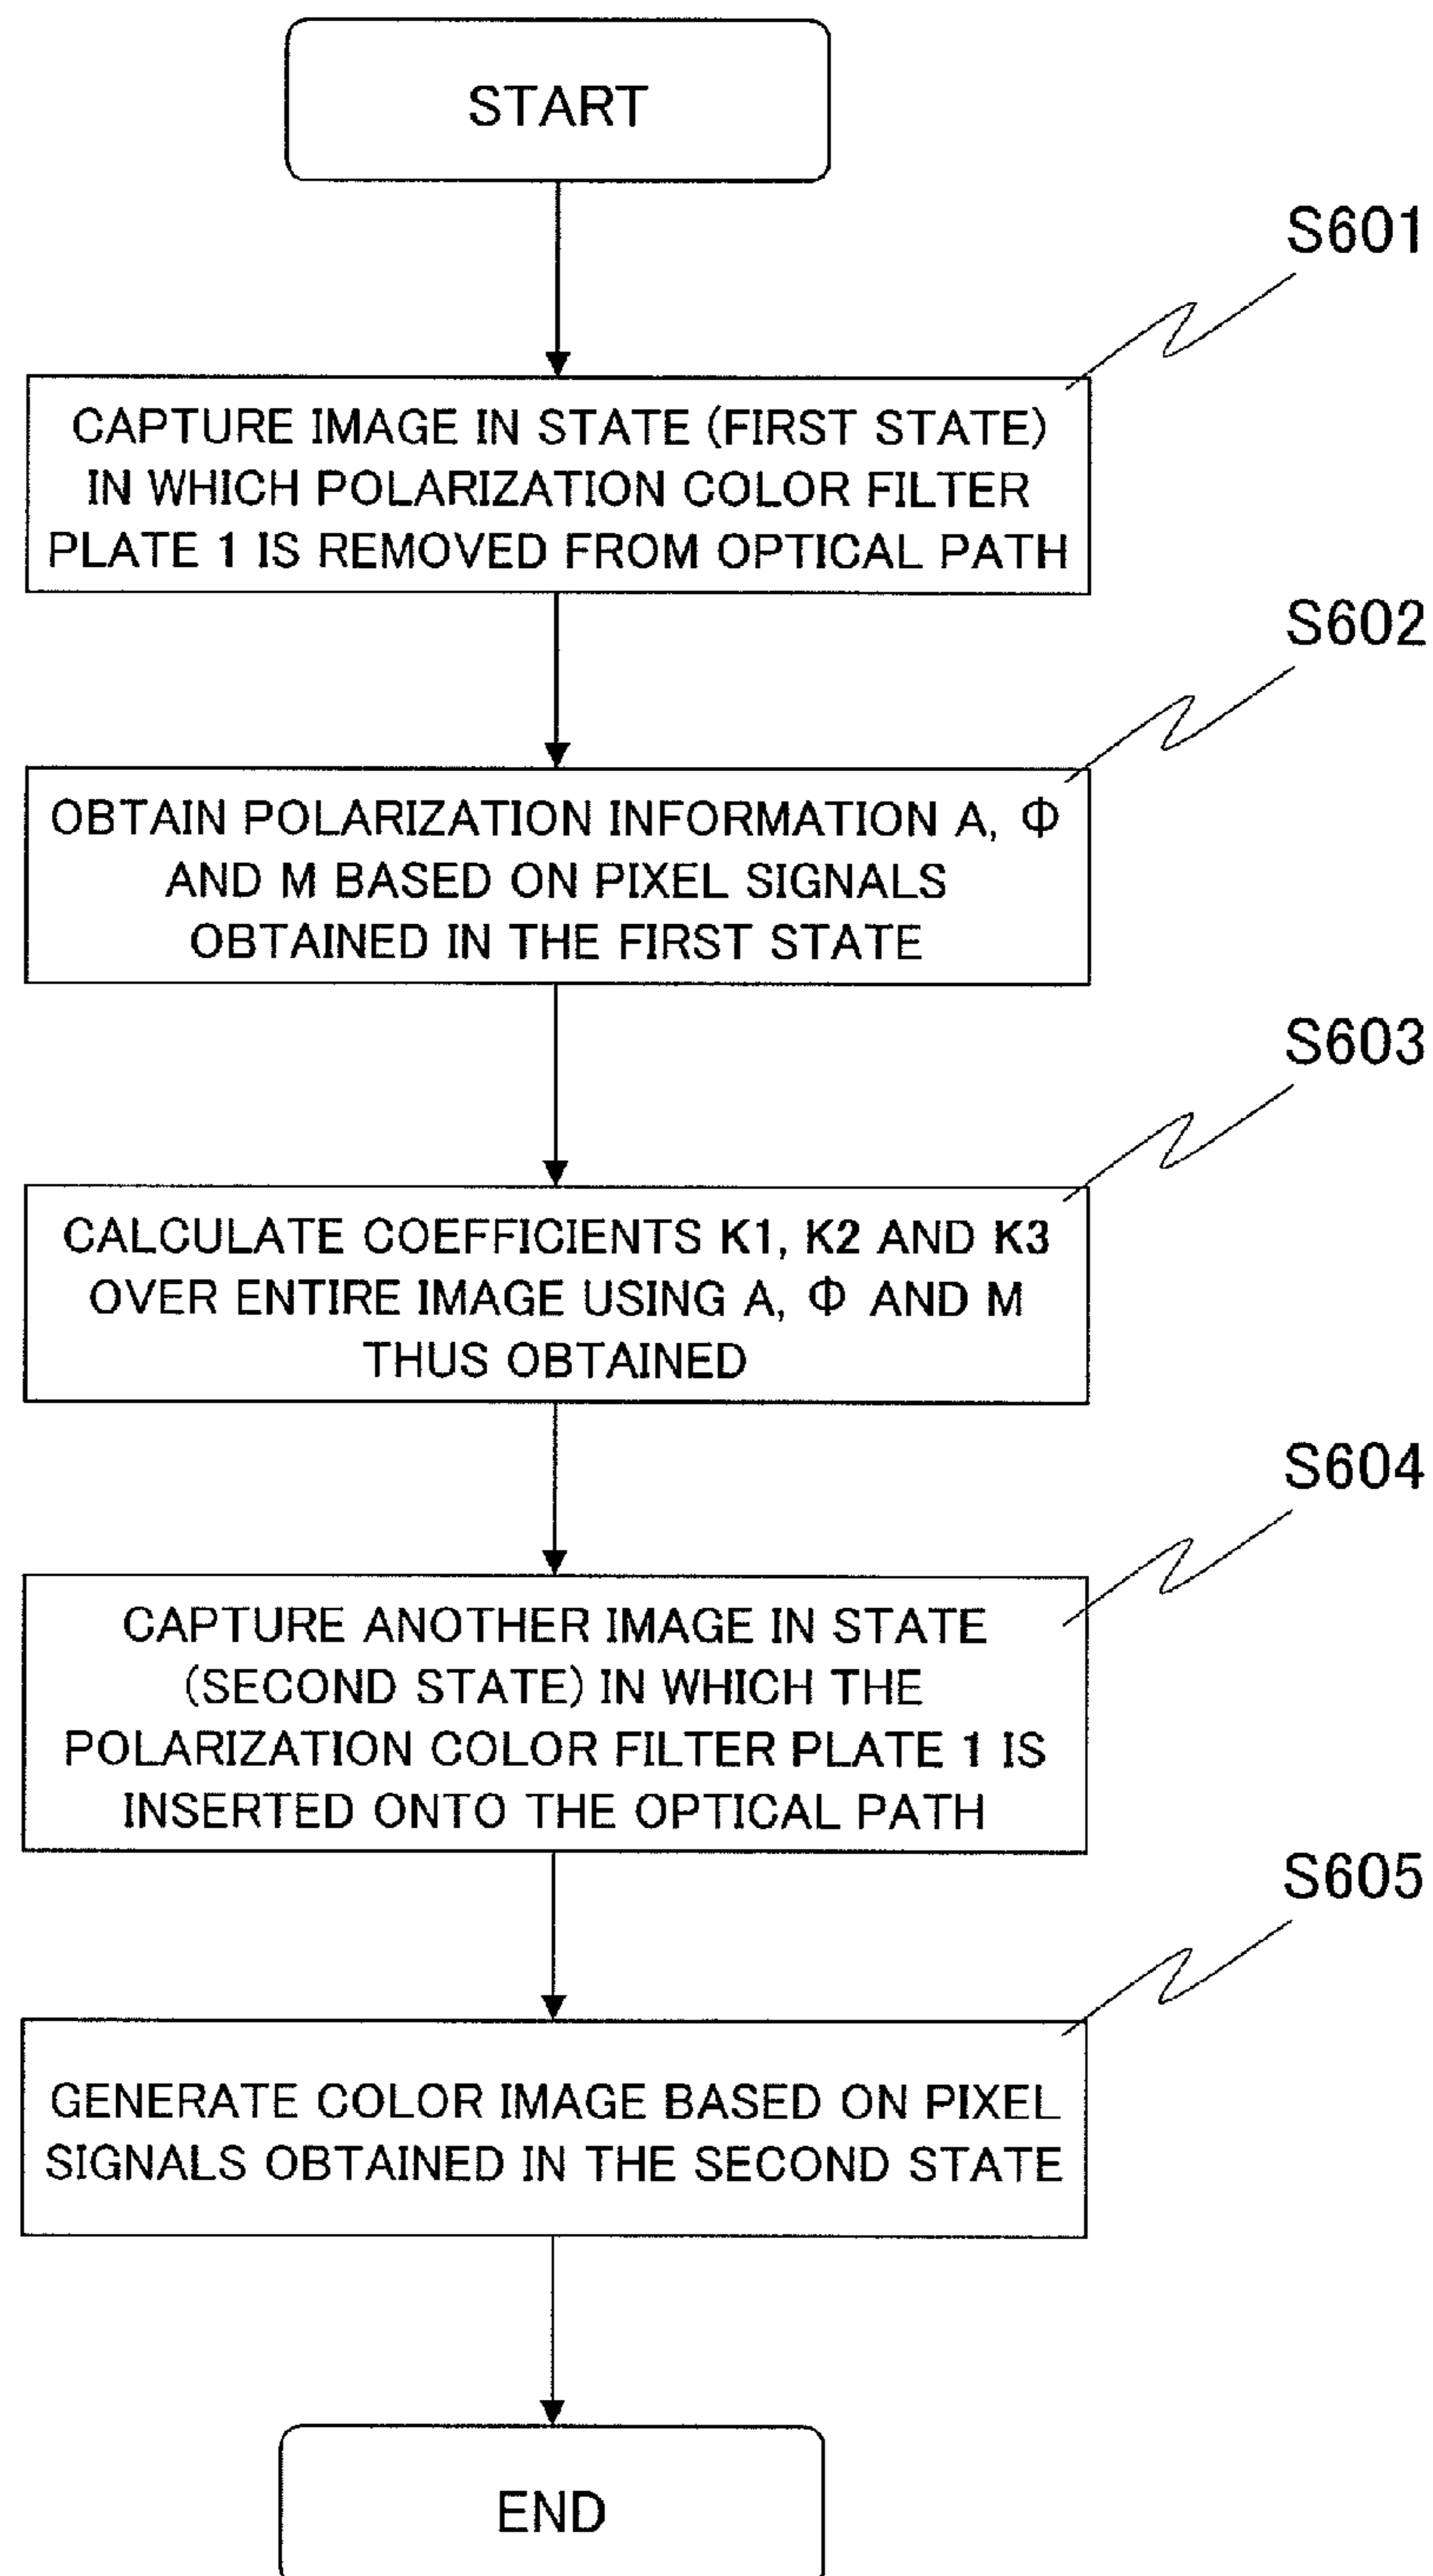 START
S601
CAPTURE IMAGE IN STATE (FIRST STATE)
IN WHICH POLARIZATION COLOR FILTER
PLATE 1 IS REMOVED FROM OPTICAL PATH
S602
OBTAIN POLARIZATION INFORMATION A, Φ
AND M BASED ON PIXEL SIGNALS
OBTAINED IN THE FIRST STATE
S603
CALCULATE COEFFICIENTS K1, K2 AND K3
OVER ENTIRE IMAGE USING A, Φ AND M
THUS OBTAINED
S604
CAPTURE ANOTHER IMAGE IN STATE
(SECOND STATE) IN WHICH THE
POLARIZATION COLOR FILTER PLATE 1 IS
INSERTED ONTO THE OPTICAL PATH
S605
GENERATE COLOR IMAGE BASED ON PIXEL
SIGNALS OBTAINED IN THE SECOND STATE
END